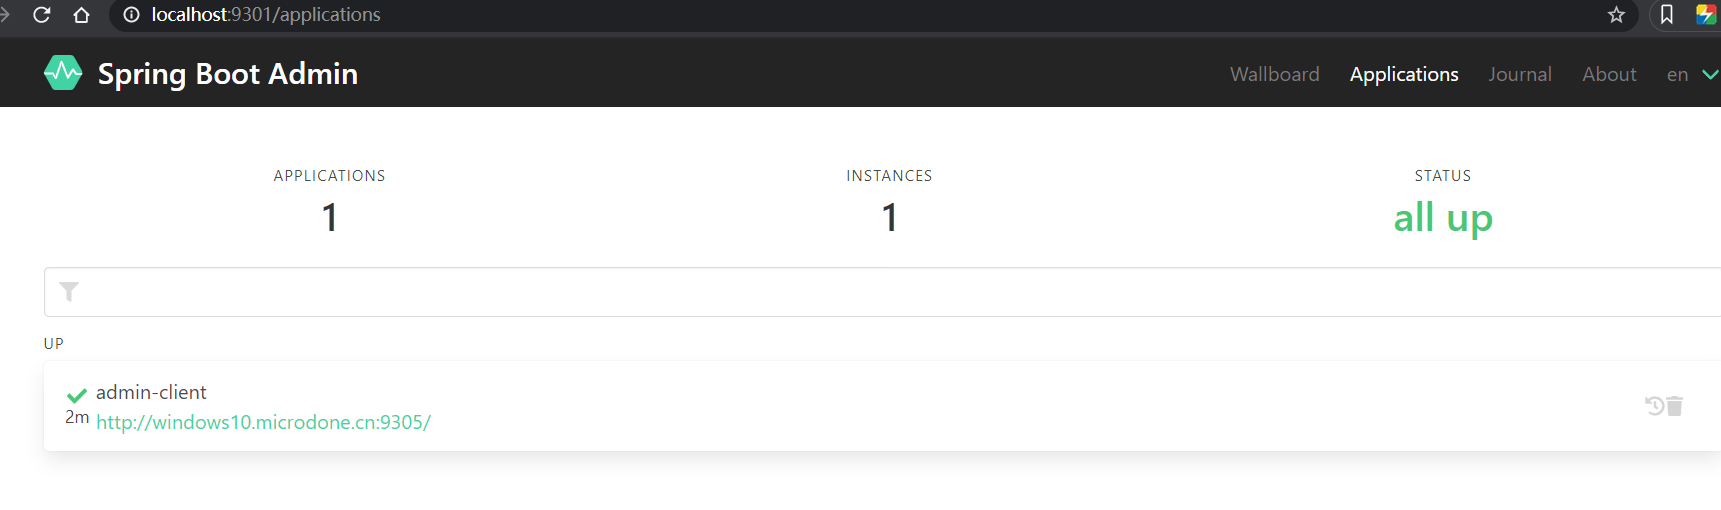 localhost:9301/applications
Spring Boot Admin Wallboard Applications Journal About en
APPLICATIONS INSTANCES STATUS
1 1 all up
UP
admin-client
2m http://windows10.microdone.cn:9305/